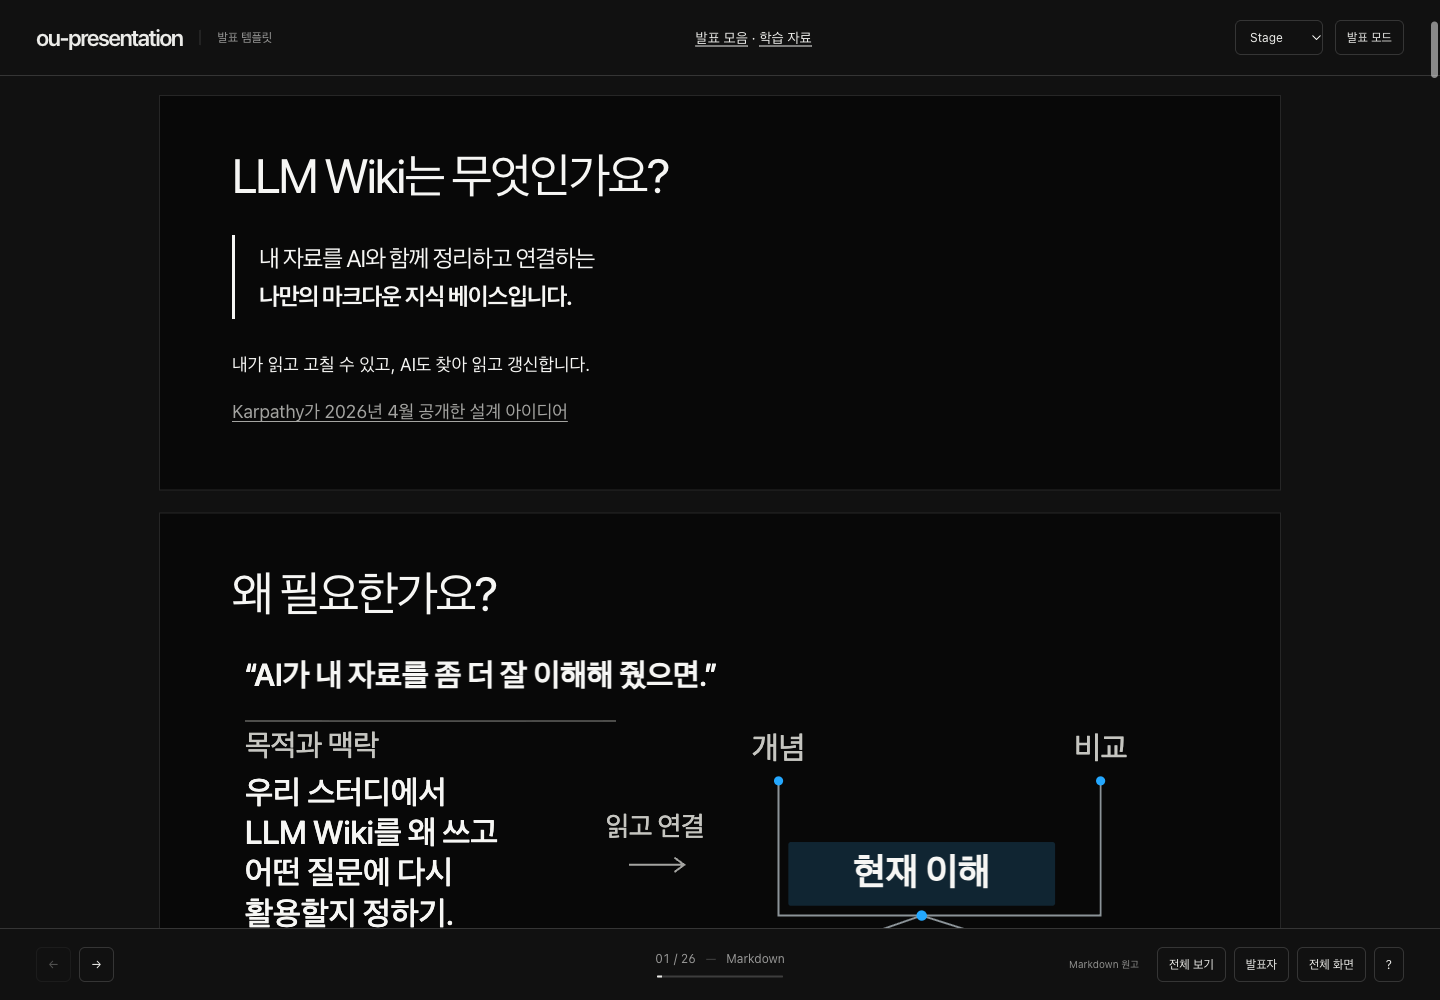 ou-presentation
발표 템플릿
발표 모음 · 학습 자료
Stage
발표 모드
LLM Wiki는 무엇인가요?
내 자료를 AI와 함께 정리하고 연결하는
나만의 마크다운 지식 베이스입니다.
내가 읽고 고칠 수 있고, AI도 찾아 읽고 갱신합니다.
Karpathy가 2026년 4월 공개한 설계 아이디어
왜 필요한가요?
“AI가 내 자료를 좀 더 잘 이해해 줬으면.”
목적과 맥락
우리 스터디에서
LLM Wiki를 왜 쓰고
어떤 질문에 다시
활용할지 정하기.
읽고 연결
→
개념
비교
현재 이해
← →
01 / 26 — Markdown
Markdown 원고
전체 보기
발표자
전체 화면
?